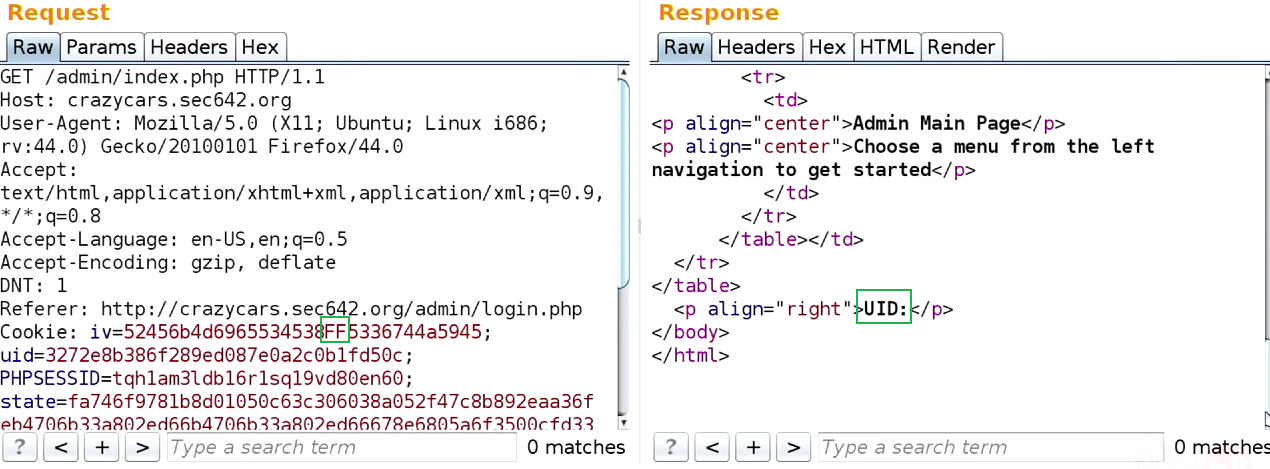 Request
Raw Params Headers Hex
GET /admin/index.php HTTP/1.1
Host: crazycars.sec642.org
User-Agent: Mozilla/5.0 (X11; Ubuntu; Linux i686;
rv:44.0) Gecko/20100101 Firefox/44.0
Accept:
text/html,application/xhtml+xml,application/xml;q=0.9,
*/*;q=0.8
Accept-Language: en-US,en;q=0.5
Accept-Encoding: gzip, deflate
DNT: 1
Referer: http://crazycars.sec642.org/admin/login.php
Cookie: iv=52456b4d6965534538FF5336744a5945;
uid=3272e8b386f289ed087e0a2c0b1fd50c;
PHPSESSID=tqh1am3ldb16r1sq19vd80en60;
state=fa746f9781b8d01050c63c306038a052f47c8b892eaa36f
eb4706b33a802ed66b4706b33a802ed66678e6805a6f3500cfd33
? < + > Type a search term 0 matches
Response
Raw Headers Hex HTML Render
<tr>
<td>
<p align="center">Admin Main Page</p>
<p align="center">Choose a menu from the left
navigation to get started</p>
</td>
</tr>
</table></td>
</tr>
</table>
<p align="right">UID:</p>
</body>
</html>
? < + > Type a search term 0 matches